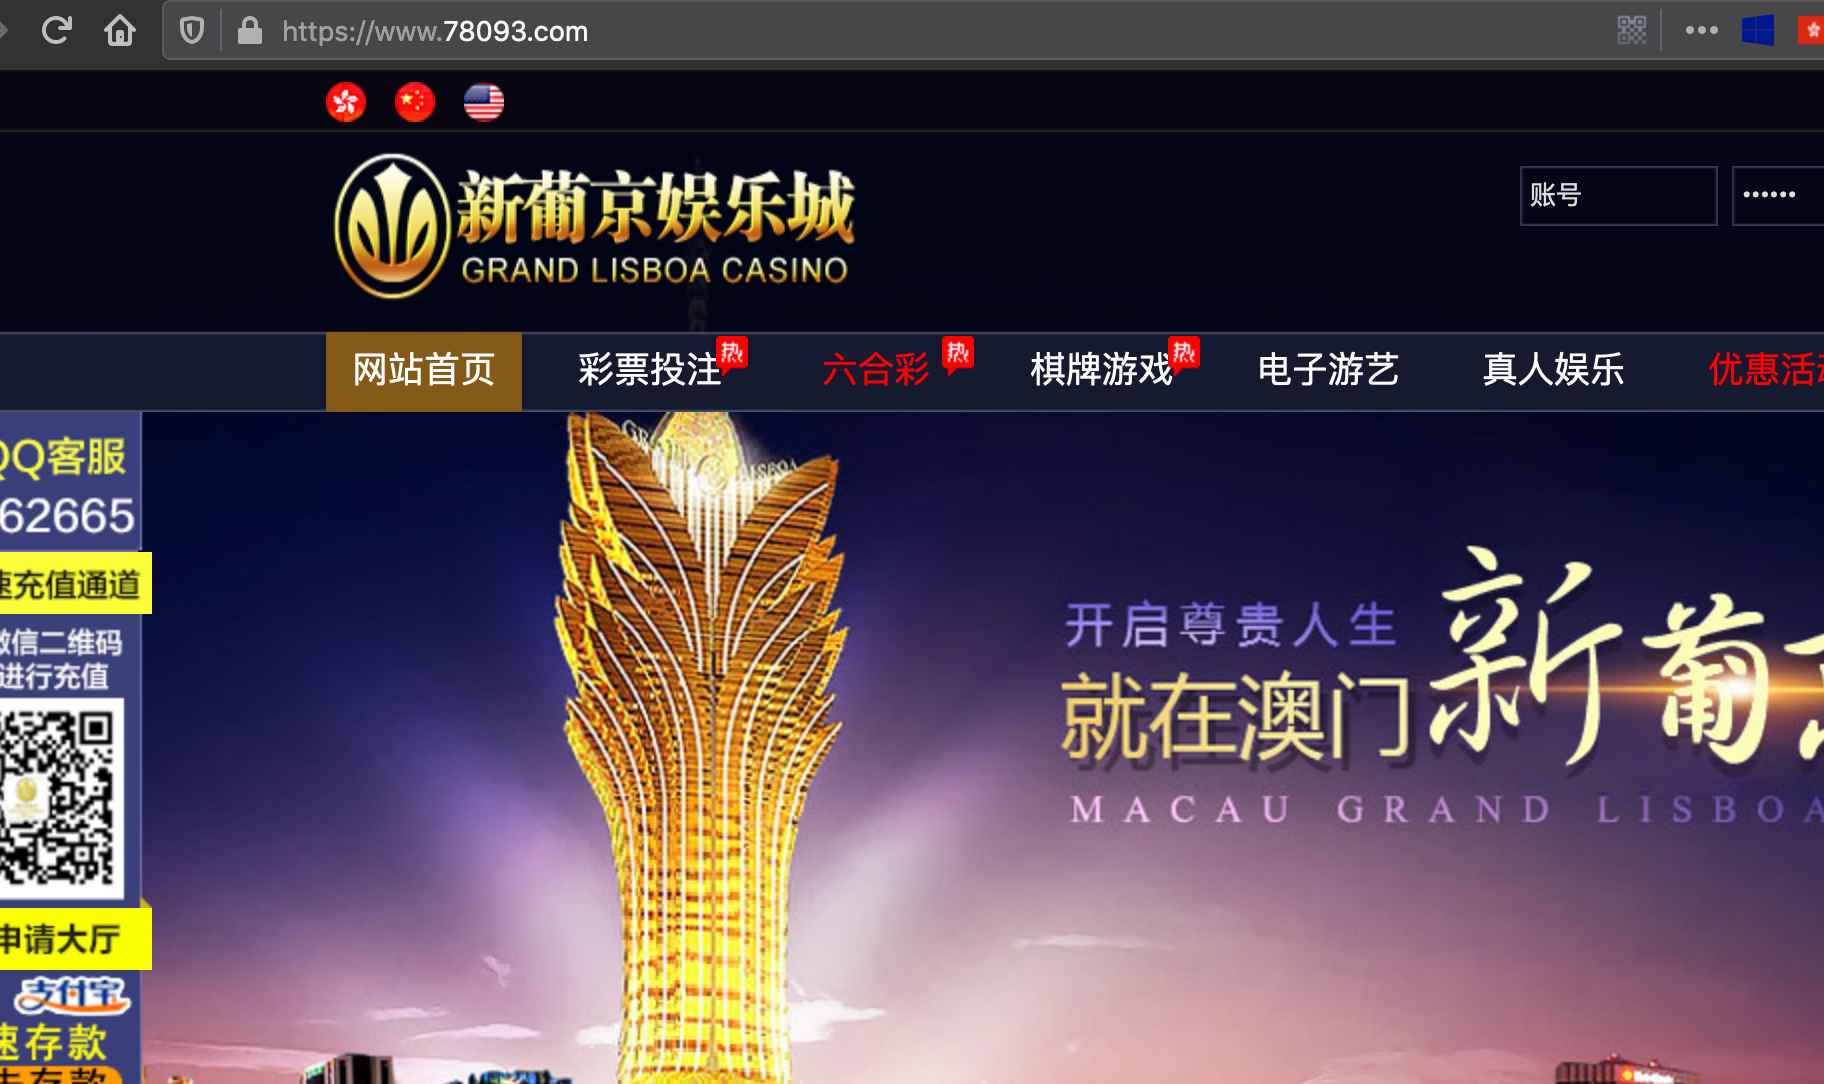 https://www.78093.com
新葡京娱乐城
GRAND LISBOA CASINO
账号
••••••
网站首页
彩票投注
热
六合彩
热
棋牌游戏
热
电子游艺
真人娱乐
优惠活
QQ客服
62665
速充值通道
微信二维码
进行充值
申请大厅
支付宝
速存款
存款
GRAND LISBOA
开启尊贵人生
就在澳门新葡
MACAU GRAND LISBOA